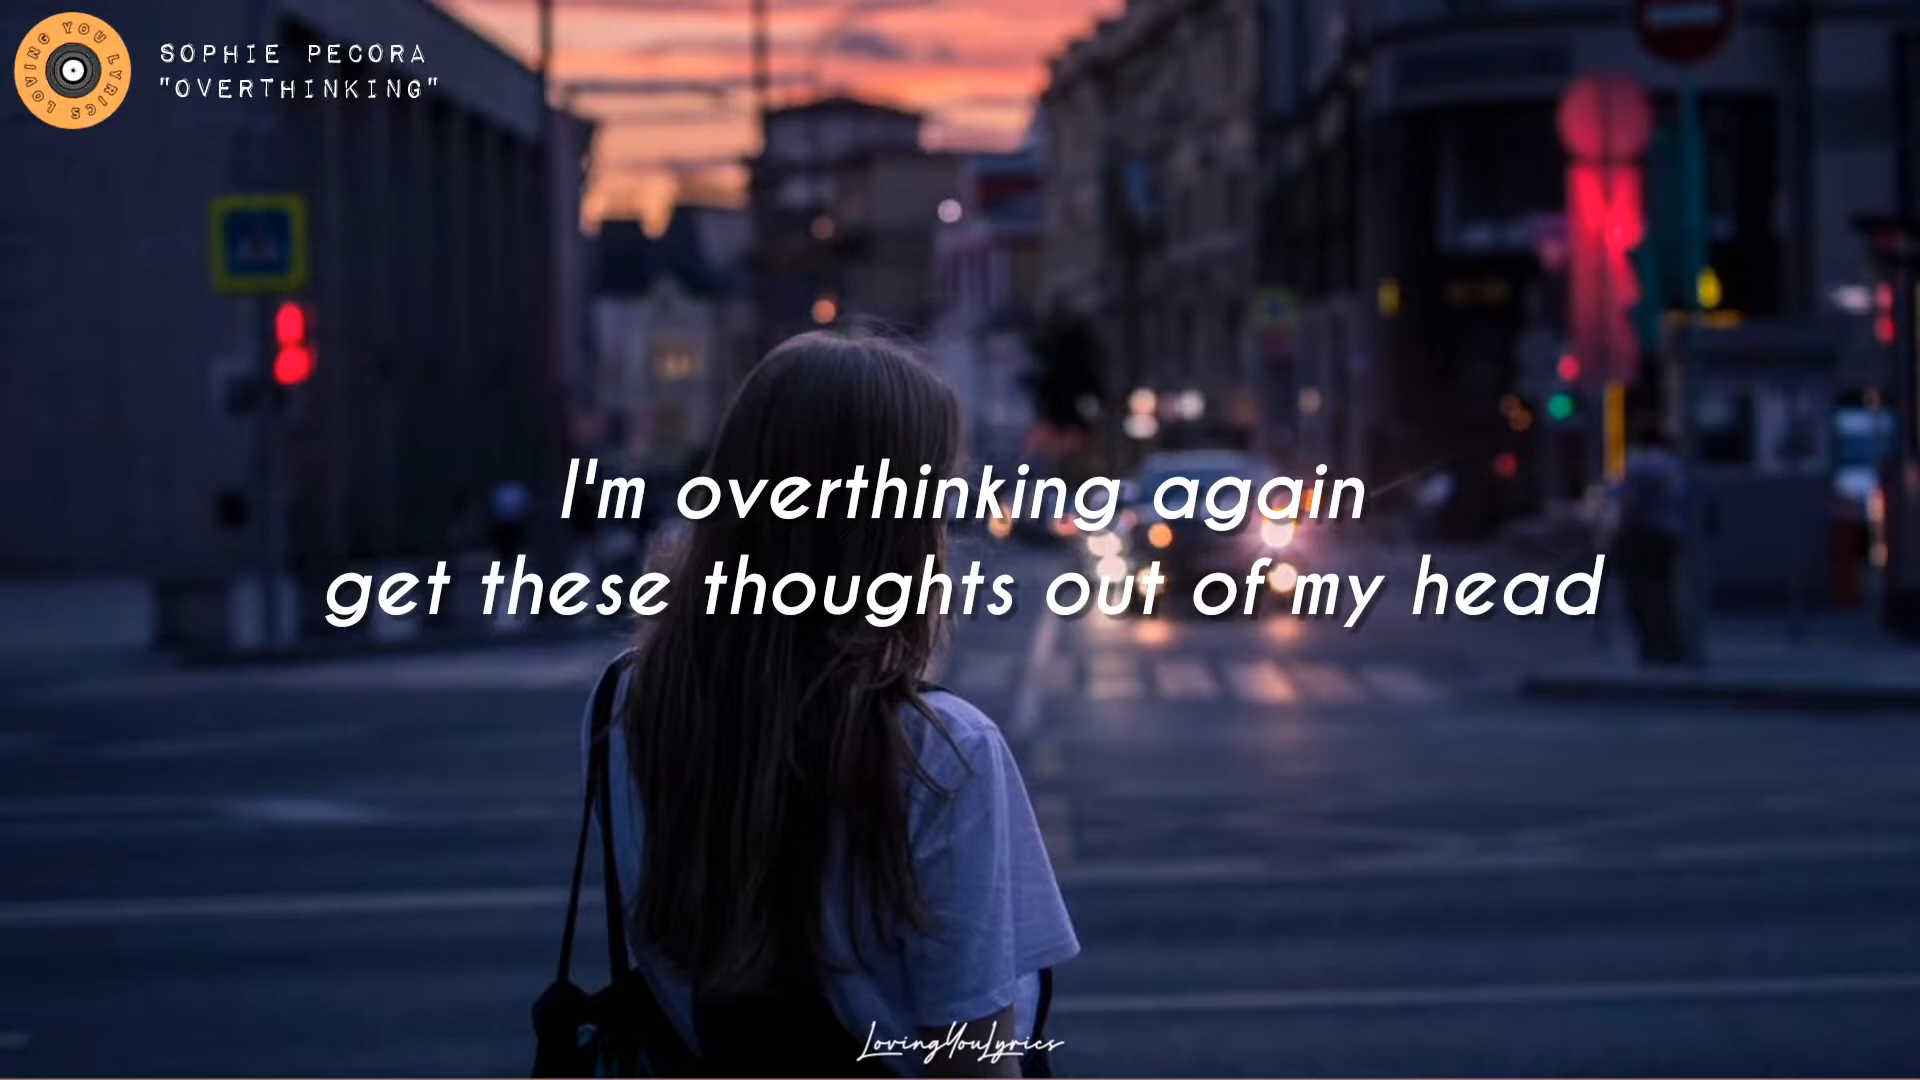 LOVING YOU LYRICS
SOPHIE PECORA
"OVERTHINKING"
I'm overthinking again
get these thoughts out of my head
LovingYouLyrics